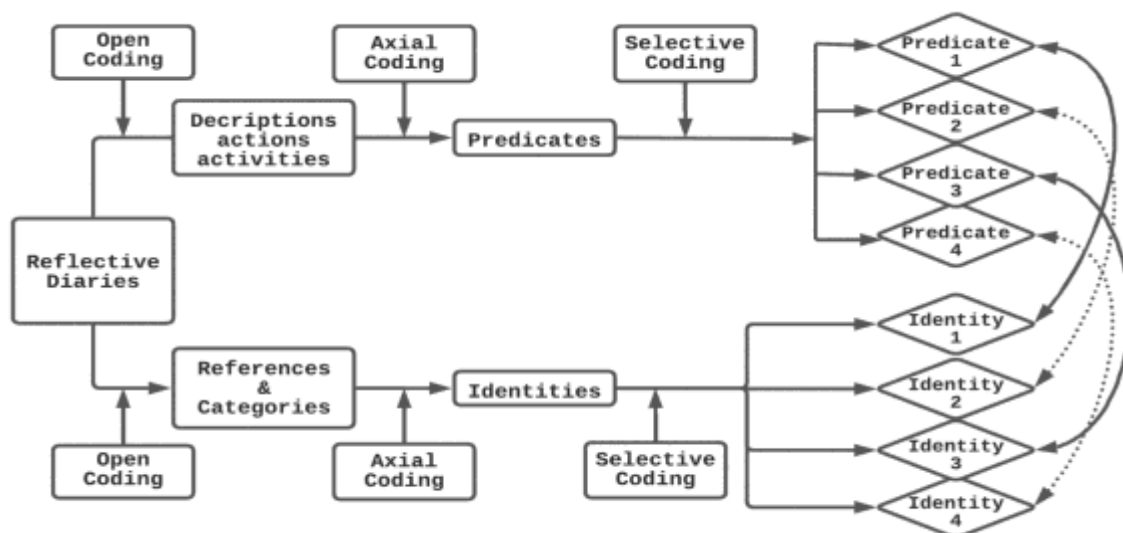 Open
Coding
Axial
Coding
Selective
Coding
Predicate
1
Decriptions
actions
activities
Predicates
Predicate
2
Predicate
3
Predicate
4
Reflective
Diaries
References
&
Categories
Identities
Identity
1
Identity
2
Identity
3
Identity
4
Open
Coding
Axial
Coding
Selective
Coding